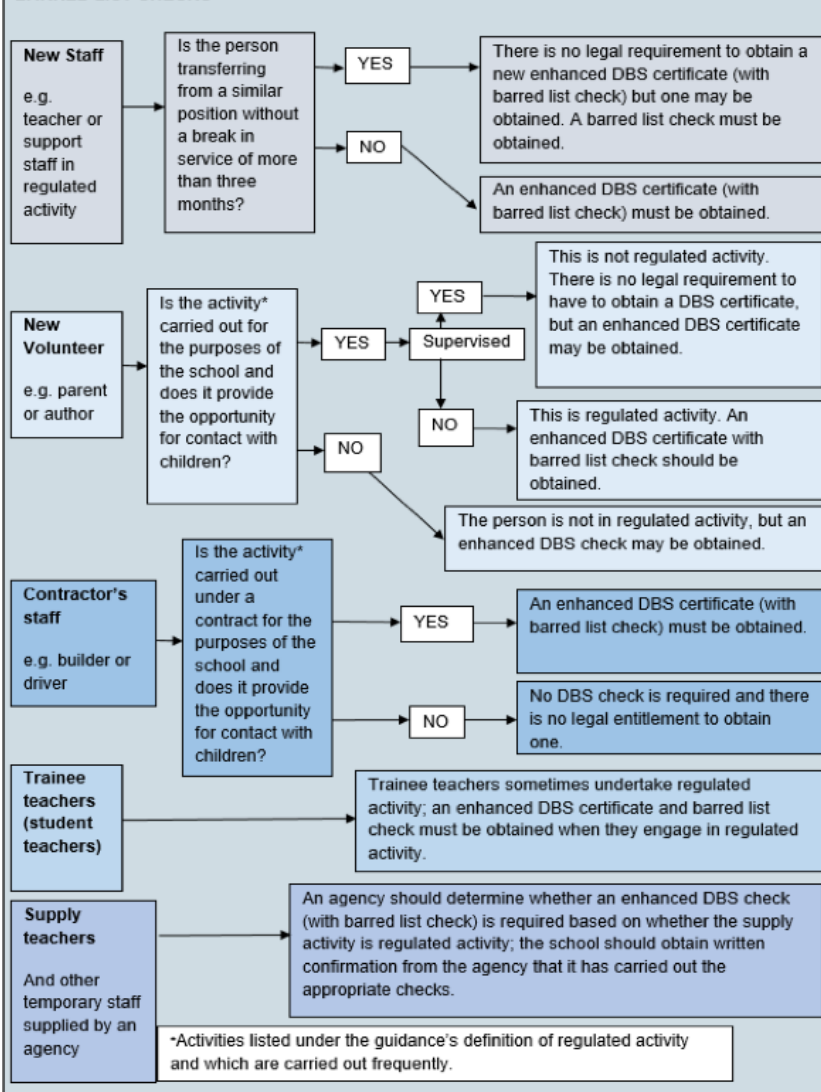 New Staff
e.g.
teacher or
support
staff in
regulated
activity
Is the person
transferring
from a similar
position without
a break in
service of more
than three
months?
YES
There is no legal requirement to obtain a
new enhanced DBS certificate (with
barred list check) but one may be
obtained. A barred list check must be
obtained.
NO
An enhanced DBS certificate (with
barred list check) must be obtained.
New
Volunteer
e.g. parent
or author
Is the activity*
carried out for
the purposes of
the school and
does it provide
the opportunity
for contact with
children?
YES
Supervised
YES
This is not regulated activity.
There is no legal requirement to
have to obtain a DBS certificate,
but an enhanced DBS certificate
may be obtained.
NO
This is regulated activity. An
enhanced DBS certificate with
barred list check should be
obtained.
NO
The person is not in regulated activity, but an
enhanced DBS check may be obtained.
Contractor's
staff
e.g. builder or
driver
Is the activity*
carried out
under a
contract for the
purposes of the
school and
does it provide
the opportunity
for contact with
children?
YES
An enhanced DBS certificate (with
barred list check) must be obtained.
NO
No DBS check is required and there
is no legal entitlement to obtain
one.
Trainee
teachers
(student
teachers)
Trainee teachers sometimes undertake regulated
activity; an enhanced DBS certificate and barred list
check must be obtained when they engage in regulated
activity.
Supply
teachers
And other
temporary staff
supplied by an
agency
An agency should determine whether an enhanced DBS check
(with barred list check) is required based on whether the supply
activity is regulated activity; the school should obtain written
confirmation from the agency that it has carried out the
appropriate checks.
*Activities listed under the guidance's definition of regulated activity
and which are carried out frequently.